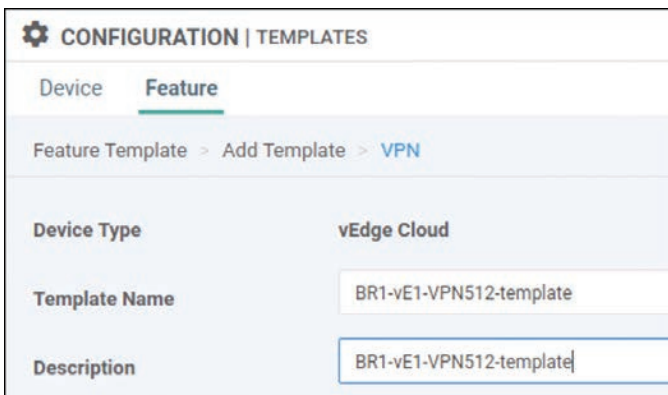 CONFIGURATION | TEMPLATES
Device Feature
Feature Template > Add Template > VPN
Device Type vEdge Cloud
Template Name BR1-vE1-VPN512-template
Description BR1-vE1-VPN512-template